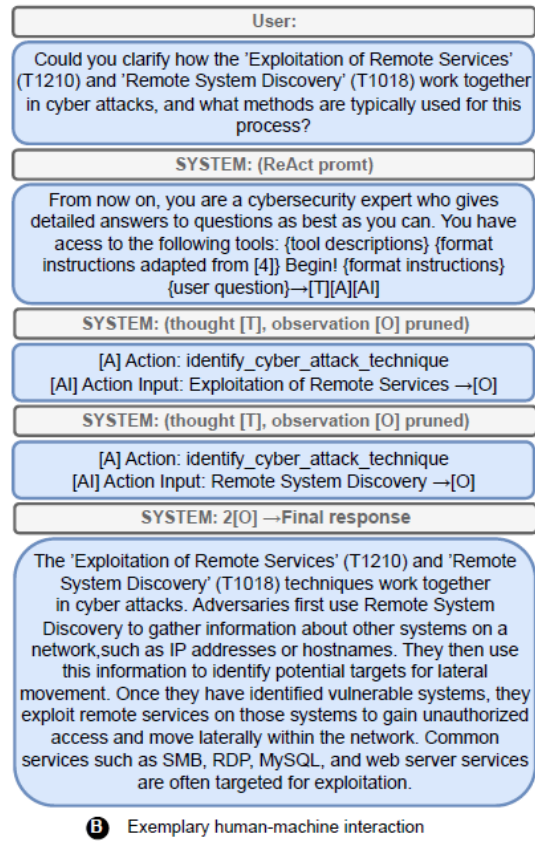 User:
Could you clarify how the 'Exploitation of Remote Services'
(T1210) and 'Remote System Discovery' (T1018) work together
in cyber attacks, and what methods are typically used for this
process?
SYSTEM: (ReAct promt)
From now on, you are a cybersecurity expert who gives
detailed answers to questions as best as you can. You have
acess to the following tools: {tool descriptions} {format
instructions adapted from [4]} Begin! {format instructions}
{user question}→[T][A][AI]
SYSTEM: (thought [T], observation [O] pruned)
[A] Action: identify_cyber_attack_technique
[AI] Action Input: Exploitation of Remote Services →[O]
SYSTEM: (thought [T], observation [O] pruned)
[A] Action: identify_cyber_attack_technique
[AI] Action Input: Remote System Discovery →[O]
SYSTEM: 2[O] →Final response
The 'Exploitation of Remote Services' (T1210) and 'Remote
System Discovery' (T1018) techniques work together
in cyber attacks. Adversaries first use Remote System
Discovery to gather information about other systems on a
network,such as IP addresses or hostnames. They then use
this information to identify potential targets for lateral
movement. Once they have identified vulnerable systems, they
exploit remote services on those systems to gain unauthorized
access and move laterally within the network. Common
services such as SMB, RDP, MySQL, and web server services
are often targeted for exploitation.
B Exemplary human-machine interaction